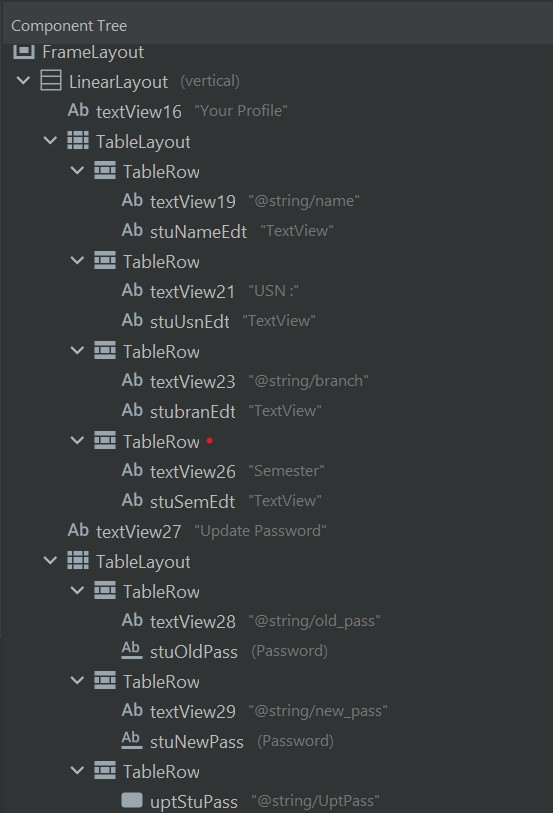 Component Tree
FrameLayout
LinearLayout (vertical)
Ab textView16 "Your Profile"
TableLayout
TableRow
Ab textView19 "@string/name"
Ab stuNameEdt "TextView"
TableRow
Ab textView21 "USN :"
Ab stuUsnEdt "TextView"
TableRow
Ab textView23 "@string/branch"
Ab stubranEdt "TextView"
TableRow
Ab textView26 "Semester"
Ab stuSemEdt "TextView"
Ab textView27 "Update Password"
TableLayout
TableRow
Ab textView28 "@string/old_pass"
Ab stuOldPass (Password)
TableRow
Ab textView29 "@string/new_pass"
Ab stuNewPass (Password)
TableRow
uptStuPass "@string/UptPass"